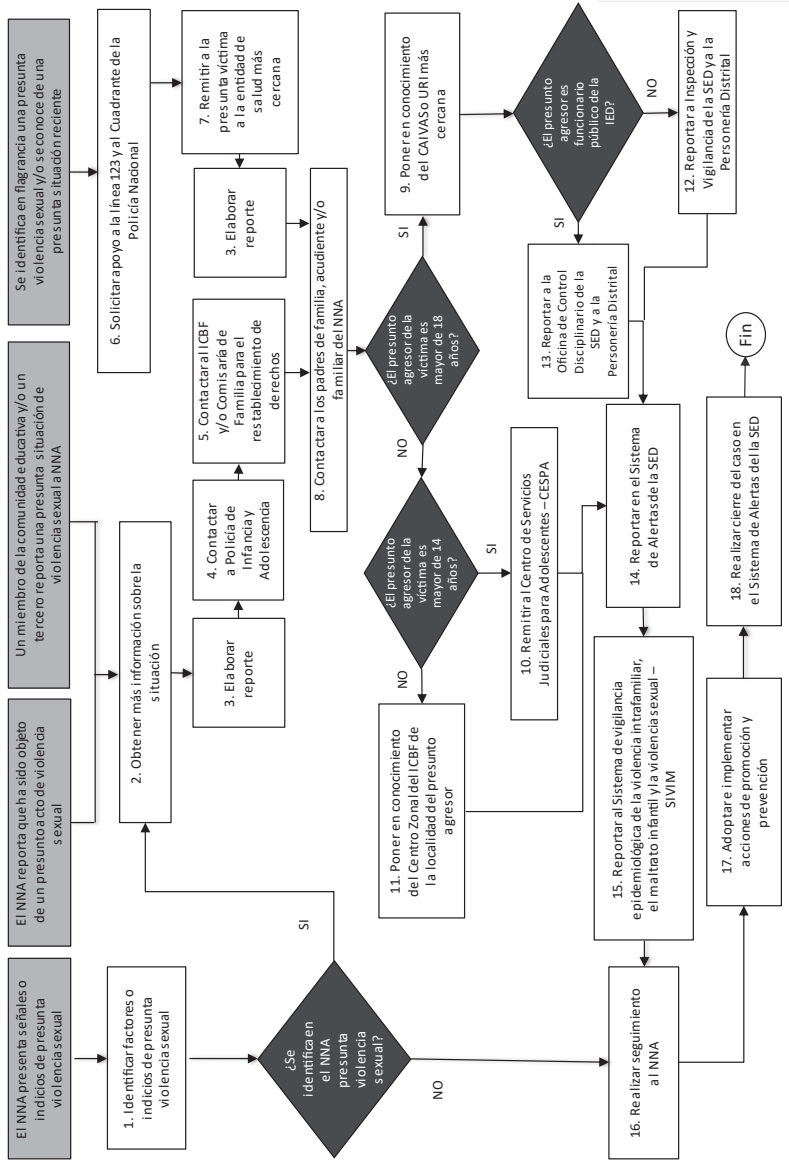 El NNA presenta señales o
indicios de presunta
violencia sexual
El NNA reporta que ha sido objeto
de un presunto acto de violencia
sexual
Un miembro de la comunidad educativa y/o un
tercero reporta una presunta situación de
violencia sexual a NNA
Se identifica en flagrancia una presunta
violencia sexual y/o se conoce de una
presunta situación reciente
1. Identificar factores o
indicios de presunta
violencia sexual
2. Obtener más información sobre la
situación
6. Solicitar apoyo a la línea 123 y al Cuadrante de la
Policía Nacional
¿Se
identifica en
el NNA
presunta
violencia
sexual?
SI
NO
3. Elaborar
reporte
4. Contactar
a Policía de
Infancia y
Adolescencia
5. Contactar al ICBF
y/o Comisaría de
Familia para el
restablecimiento de
derechos
3. Elaborar
reporte
7. Remitir a la
presunta víctima
a la entidad de
salud más
cercana
8. Contactar a los padres de familia, acudiente y/o
familiar del NNA
¿El presunto
agresor de la
víctima es
mayor de 18
años?
SI
NO
9. Poner en conocimiento
del CAIVAS o URI más
cercana
¿El presunto
agresor de la
víctima es
mayor de 14
años?
NO
SI
11. Poner en conocimiento
del Centro Zonal del ICBF de
la localidad del presunto
agresor
10. Remitir al Centro de Servicios
Judiciales para Adolescentes – CESPA
¿El presunto
agresor es
funcionario
público de la
IED?
SI
NO
13. Reportar a la
Oficina de Control
Disciplinario de la
SED y a la
Personería Distrital
12. Reportar al Inspección y
Vigilancia de la SED y a la
Personería Distrital
14. Reportar en el Sistema
de Alertas de la SED
15. Reportar al Sistema de vigilancia
epidemiológica de la violencia intrafamiliar,
el maltrato infantil y la violencia sexual –
SIVIM
16. Realizar seguimiento
al NNA
17. Adoptar e implementar
acciones de promoción y
prevención
18. Realizar cierre del caso en
el Sistema de Alertas del la SED
Fin